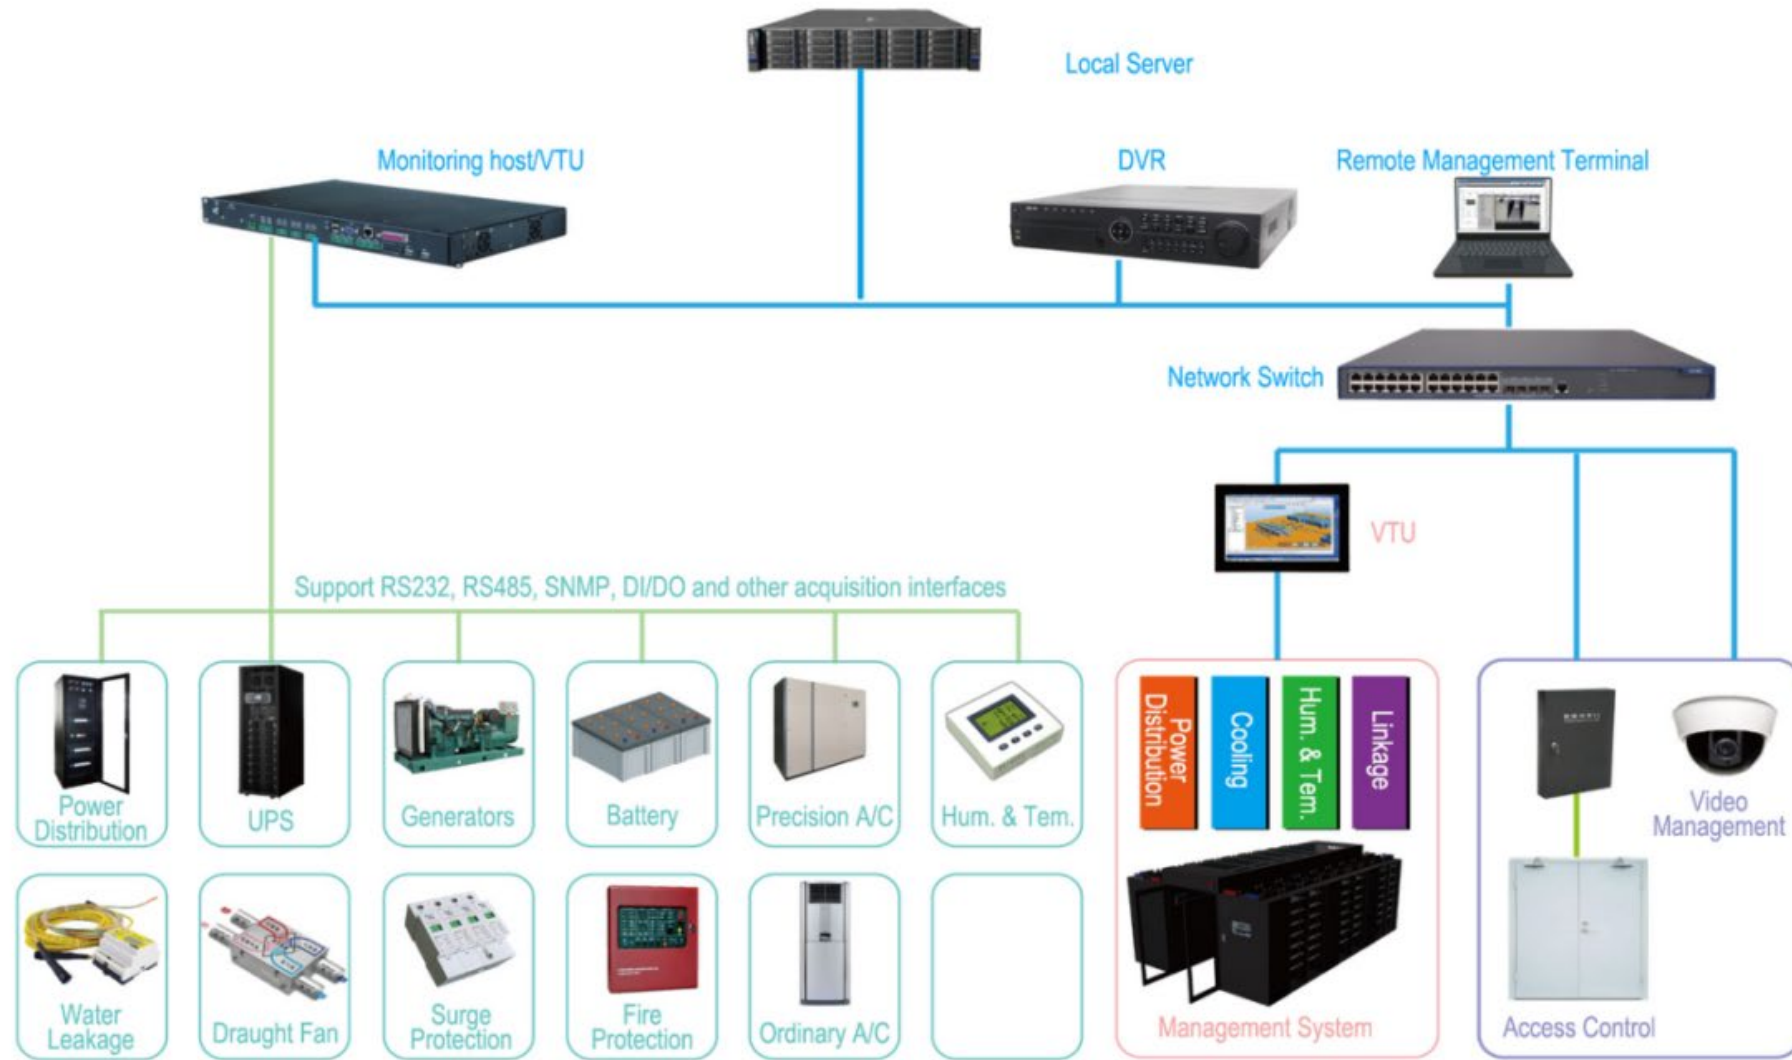 Local Server
Monitoring host/VTU
DVR
Remote Management Terminal
Network Switch
VTU
Support RS232, RS485, SNMP, DI/DO and other acquisition interfaces
Power
Distribution
UPS
Generators
Battery
Precision A/C
Hum. & Tem.
Power
Distribution
Cooling
Hum. & Tem.
Linkage
Video
Management
Water
Leakage
Draught Fan
Surge
Protection
Fire
Protection
Ordinary A/C
Management System
Access Control